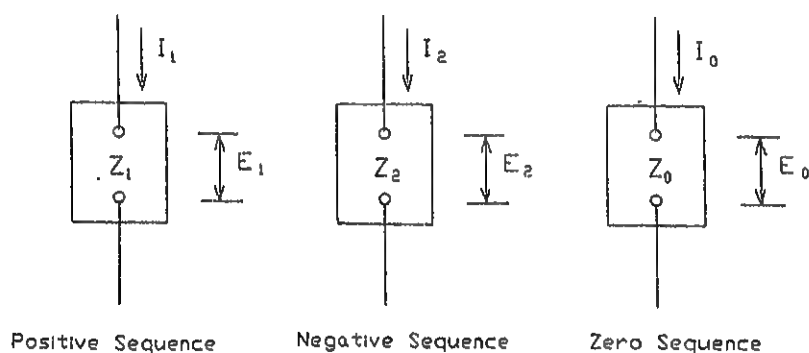 I₁ I₂ I₀
Z₁ E₁ Z₂ E₂ Z₀ E₀
Positive Sequence Negative Sequence Zero Sequence